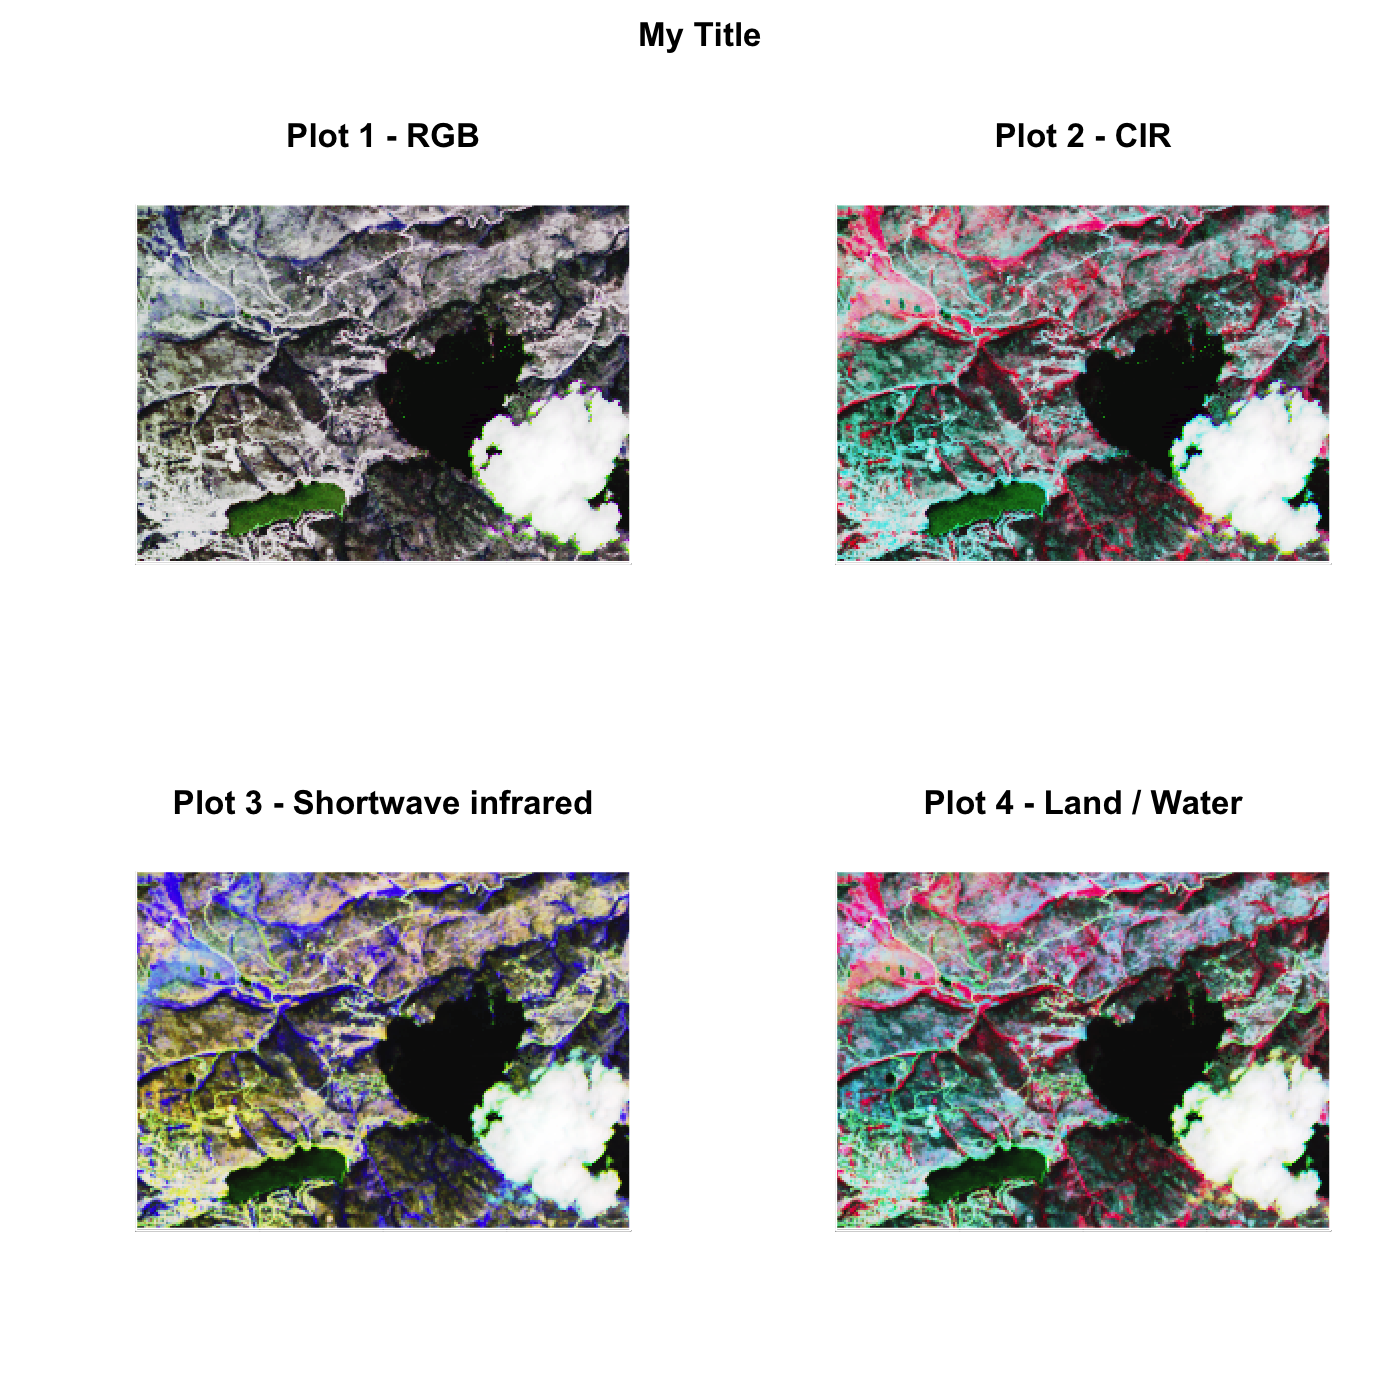 My Title
Plot 1 - RGB
Plot 2 - CIR
Plot 3 - Shortwave infrared
Plot 4 - Land / Water